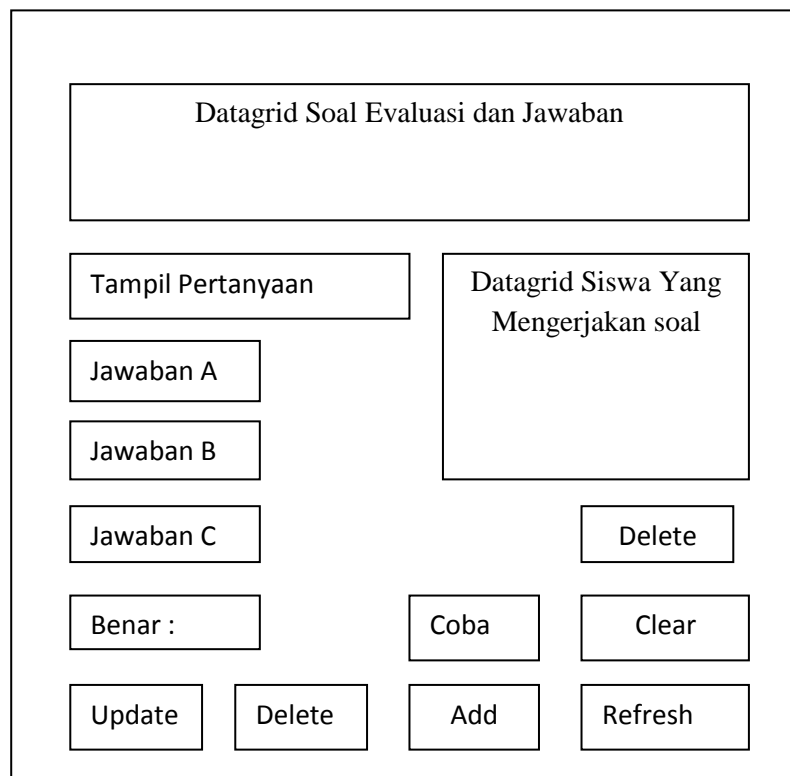 Datagrid Soal Evaluasi dan Jawaban
Tampil Pertanyaan
Datagrid Siswa Yang
Mengerjakan soal
Jawaban A
Jawaban B
Jawaban C
Delete
Benar :
Coba
Clear
Update
Delete
Add
Refresh